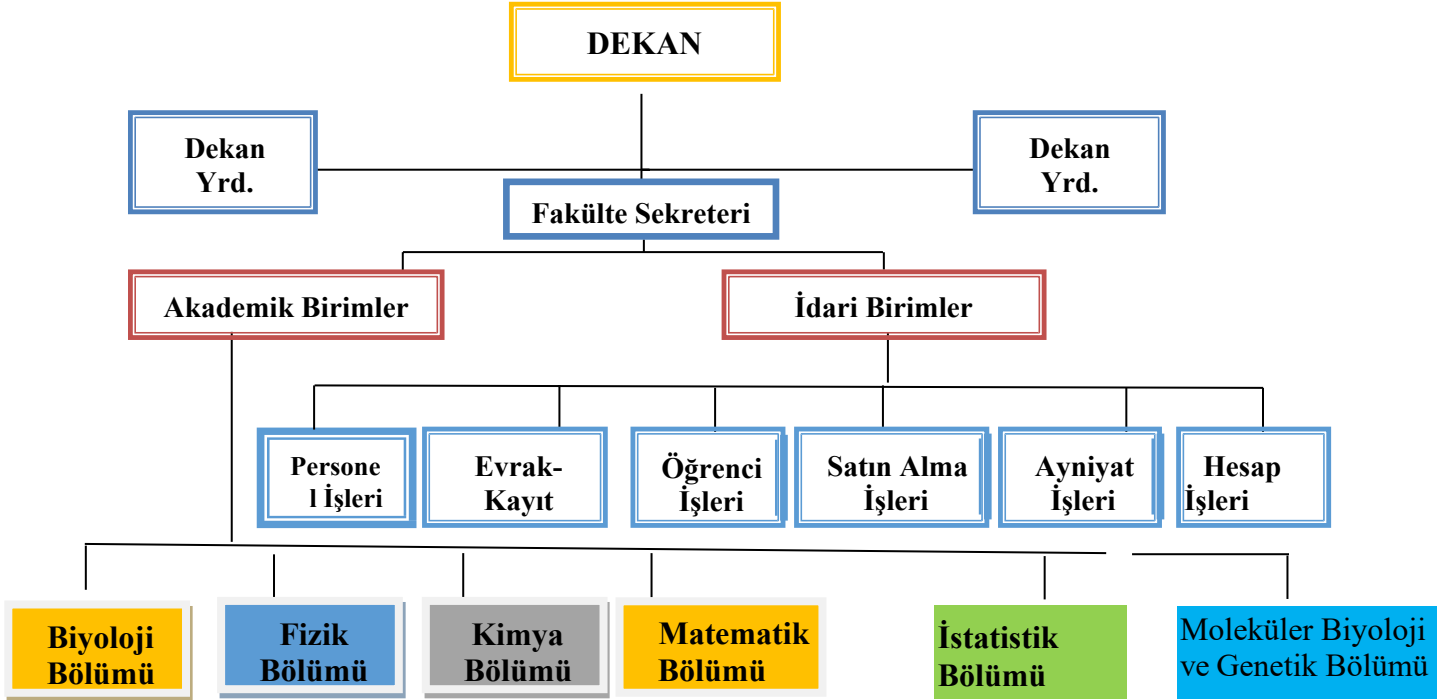 DEKAN
Dekan
Yrd.
Dekan
Yrd.
Fakülte Sekreteri
Akademik Birimler
İdari Birimler
Persone
l İşleri
Evrak-
Kayıt
Öğrenci
İşleri
Satın Alma
İşleri
Ayniyat
İşleri
Hesap
İşleri
Biyoloji
Bölümü
Fizik
Bölümü
Kimya
Bölümü
Matematik
Bölümü
İstatistik
Bölümü
Moleküler Biyoloji
ve Genetik Bölümü